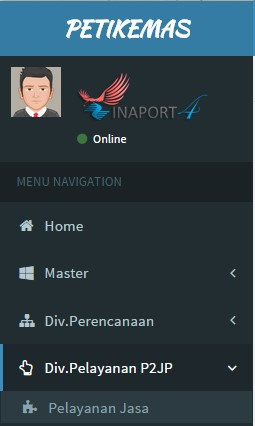 PETIKEMAS
INAPORT4
Online
MENU NAVIGATION
Home
Master
Div.Perencanaan
Div.Pelayanan P2JP
Pelayanan Jasa